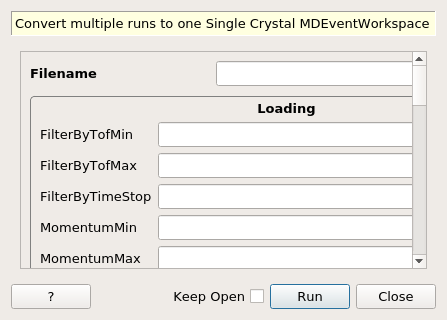 Convert multiple runs to one Single Crystal MDEventWorkspace
Filename
Loading
FilterByTofMin
FilterByTofMax
FilterByTimeStop
MomentumMin
MomentumMax
? Keep Open Run Close